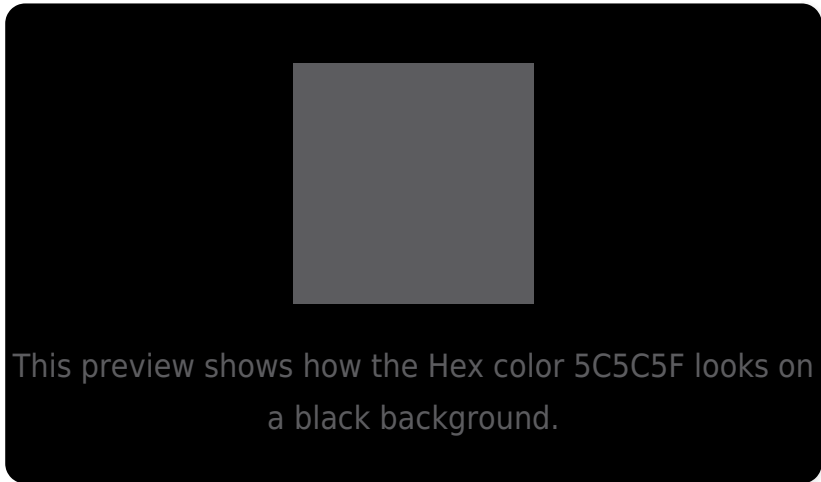 This preview shows how the Hex color 5C5C5F looks on
a black background.